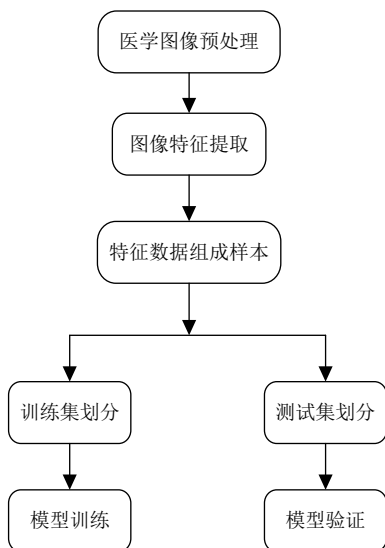 医学图像预处理
图像特征提取
特征数据组成样本
训练集划分
测试集划分
模型训练
模型验证